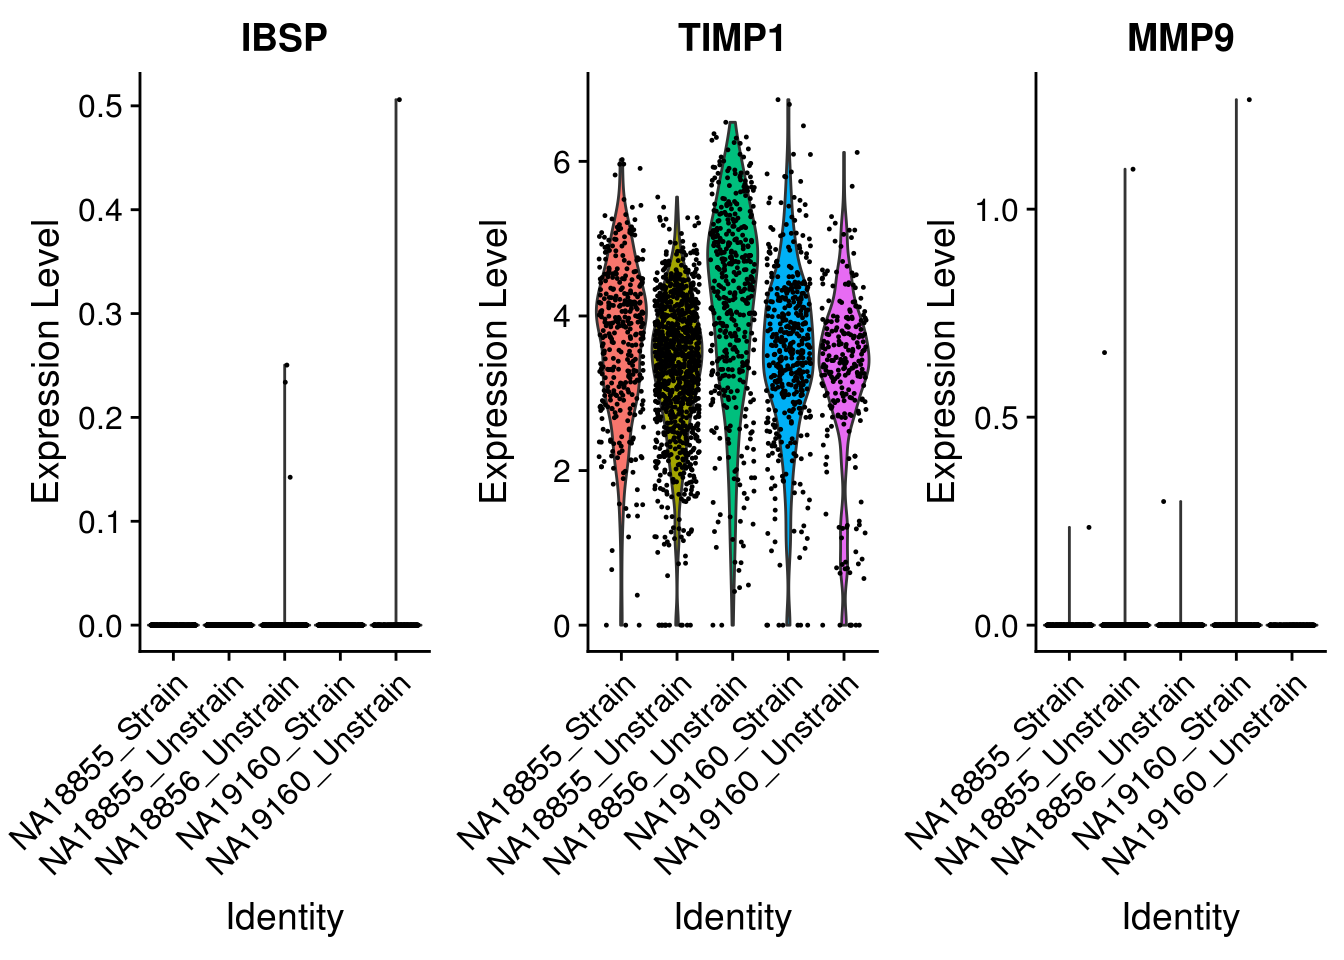 IBSP
Expression Level
0.5
0.4
0.3
0.2
0.1
0.0
NA18855_Strain
NA18855_Unstrain
NA18856_Unstrain
NA19160_Strain
NA19160_Unstrain
Identity
TIMP1
Expression Level
6
4
2
0
NA18855_Strain
NA18855_Unstrain
NA18856_Unstrain
NA19160_Strain
NA19160_Unstrain
Identity
MMP9
Expression Level
1.0
0.5
0.0
NA18855_Strain
NA18855_Unstrain
NA18856_Unstrain
NA19160_Strain
NA19160_Unstrain
Identity